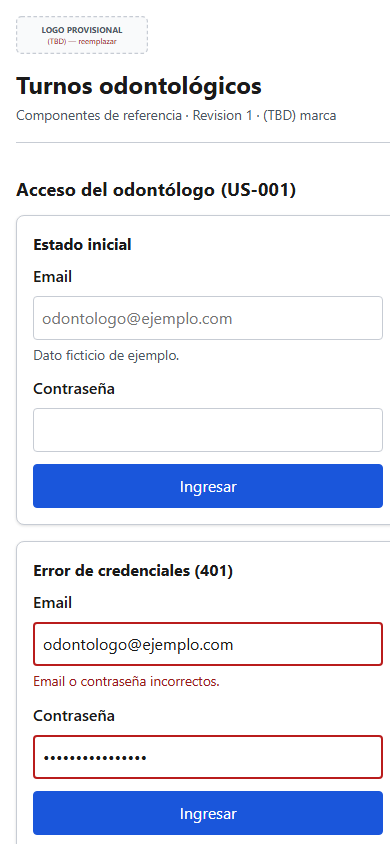 LOGO PROVISIONAL
(TBD) — reemplazar
Turnos odontológicos
Componentes de referencia · Revision 1 · (TBD) marca
Acceso del odontólogo (US-001)
Estado inicial
Email
odontologo@ejemplo.com
Dato ficticio de ejemplo.
Contraseña
Ingresar
Error de credenciales (401)
Email
odontologo@ejemplo.com
Email o contraseña incorrectos.
Contraseña
••••••••••••••••
Ingresar